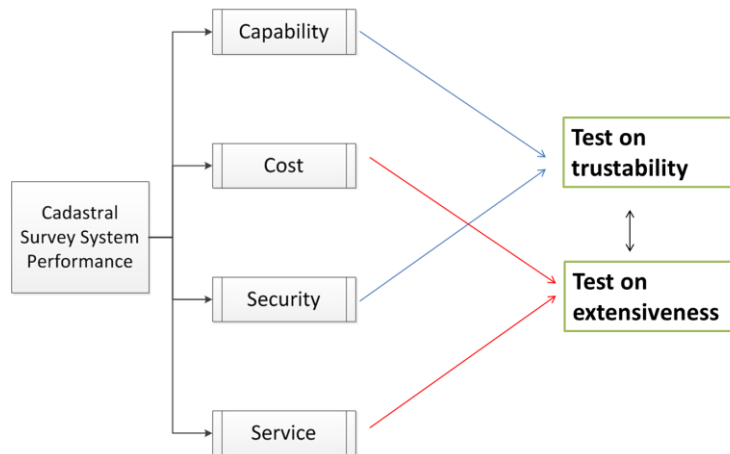 Capability
Cost
Cadastral
Survey System
Performance
Security
Service
Test on
trustability
Test on
extensiveness